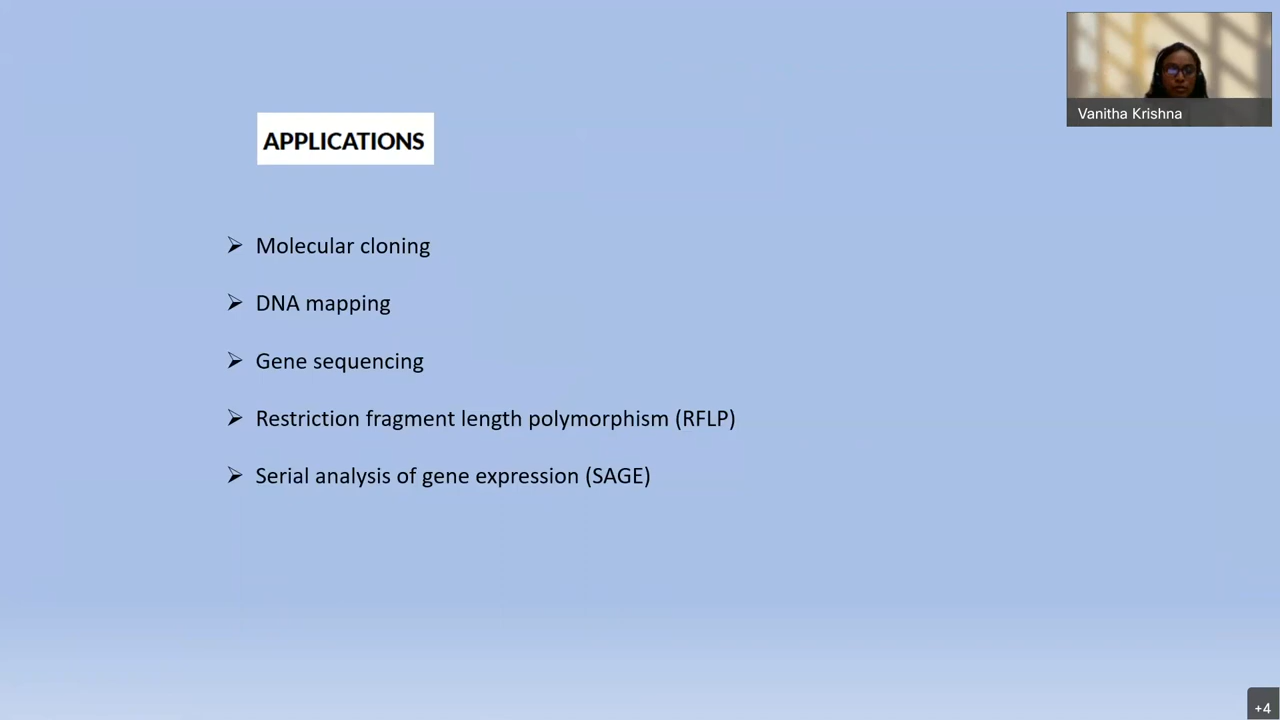 APPLICATIONS
Vanitha Krishna
Molecular cloning
DNA mapping
Gene sequencing
Restriction fragment length polymorphism (RFLP)
Serial analysis of gene expression (SAGE)
+4